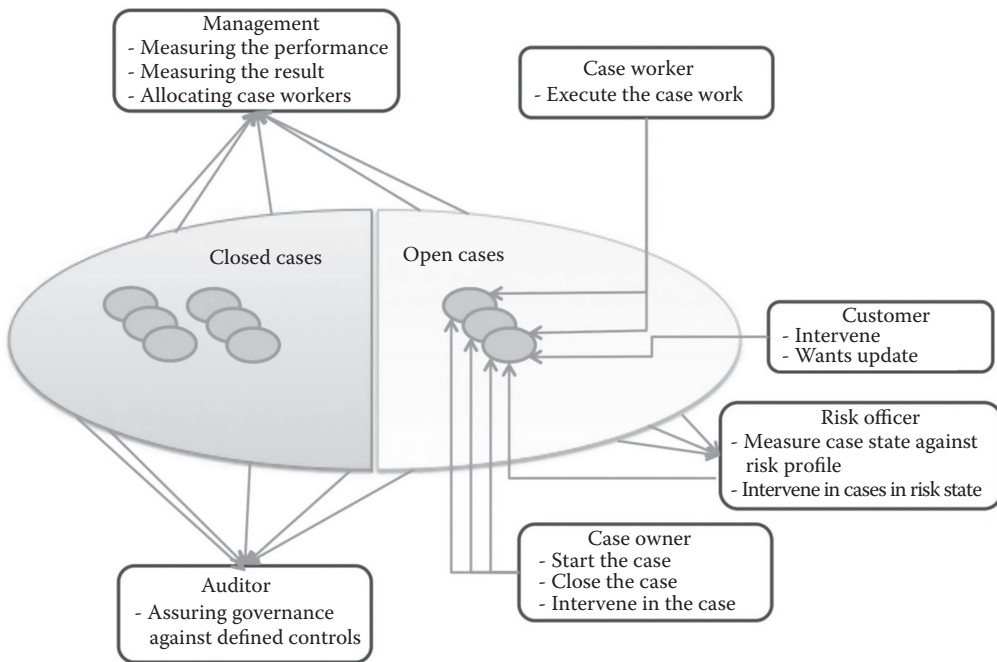 Management
- Measuring the performance
- Measuring the result
- Allocating case workers
Case worker
- Execute the case work
Closed cases
Open cases
Customer
- Intervene
- Wants update
Risk officer
- Measure case state against
risk profile
- Intervene in cases in risk state
Case owner
- Start the case
- Close the case
- Intervene in the case
Auditor
- Assuring governance
against defined controls